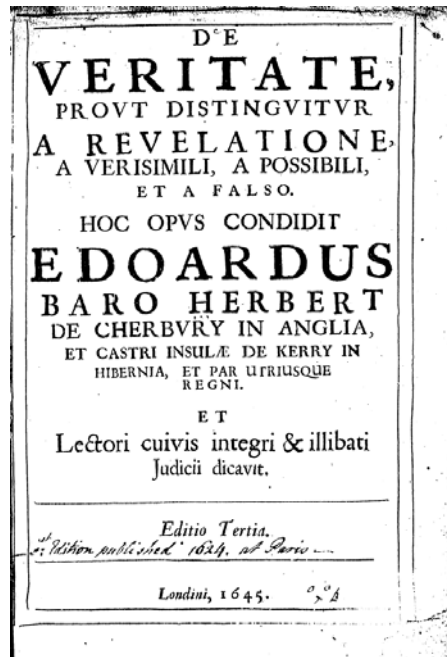 DE
VERITATE,
PROVT DISTINGVITVR
A REVELATIONE,
A VERISIMILI, A POSSIBILI,
ET A FALSO.
HOC OPVS CONDIDIT
EDOARDUS
BARO HERBERT
DE CHERBVRY IN ANGLIA,
ET CASTRI INSULÆ DE KERRY IN
HIBERNIA, ET PAR UTRIUSQUE
REGNI.
ET
Lectori cuivis integri & illibati
Judicii dicavit.
Editio Tertia.
Edition published 1624. at Paris
Londini, 1645.